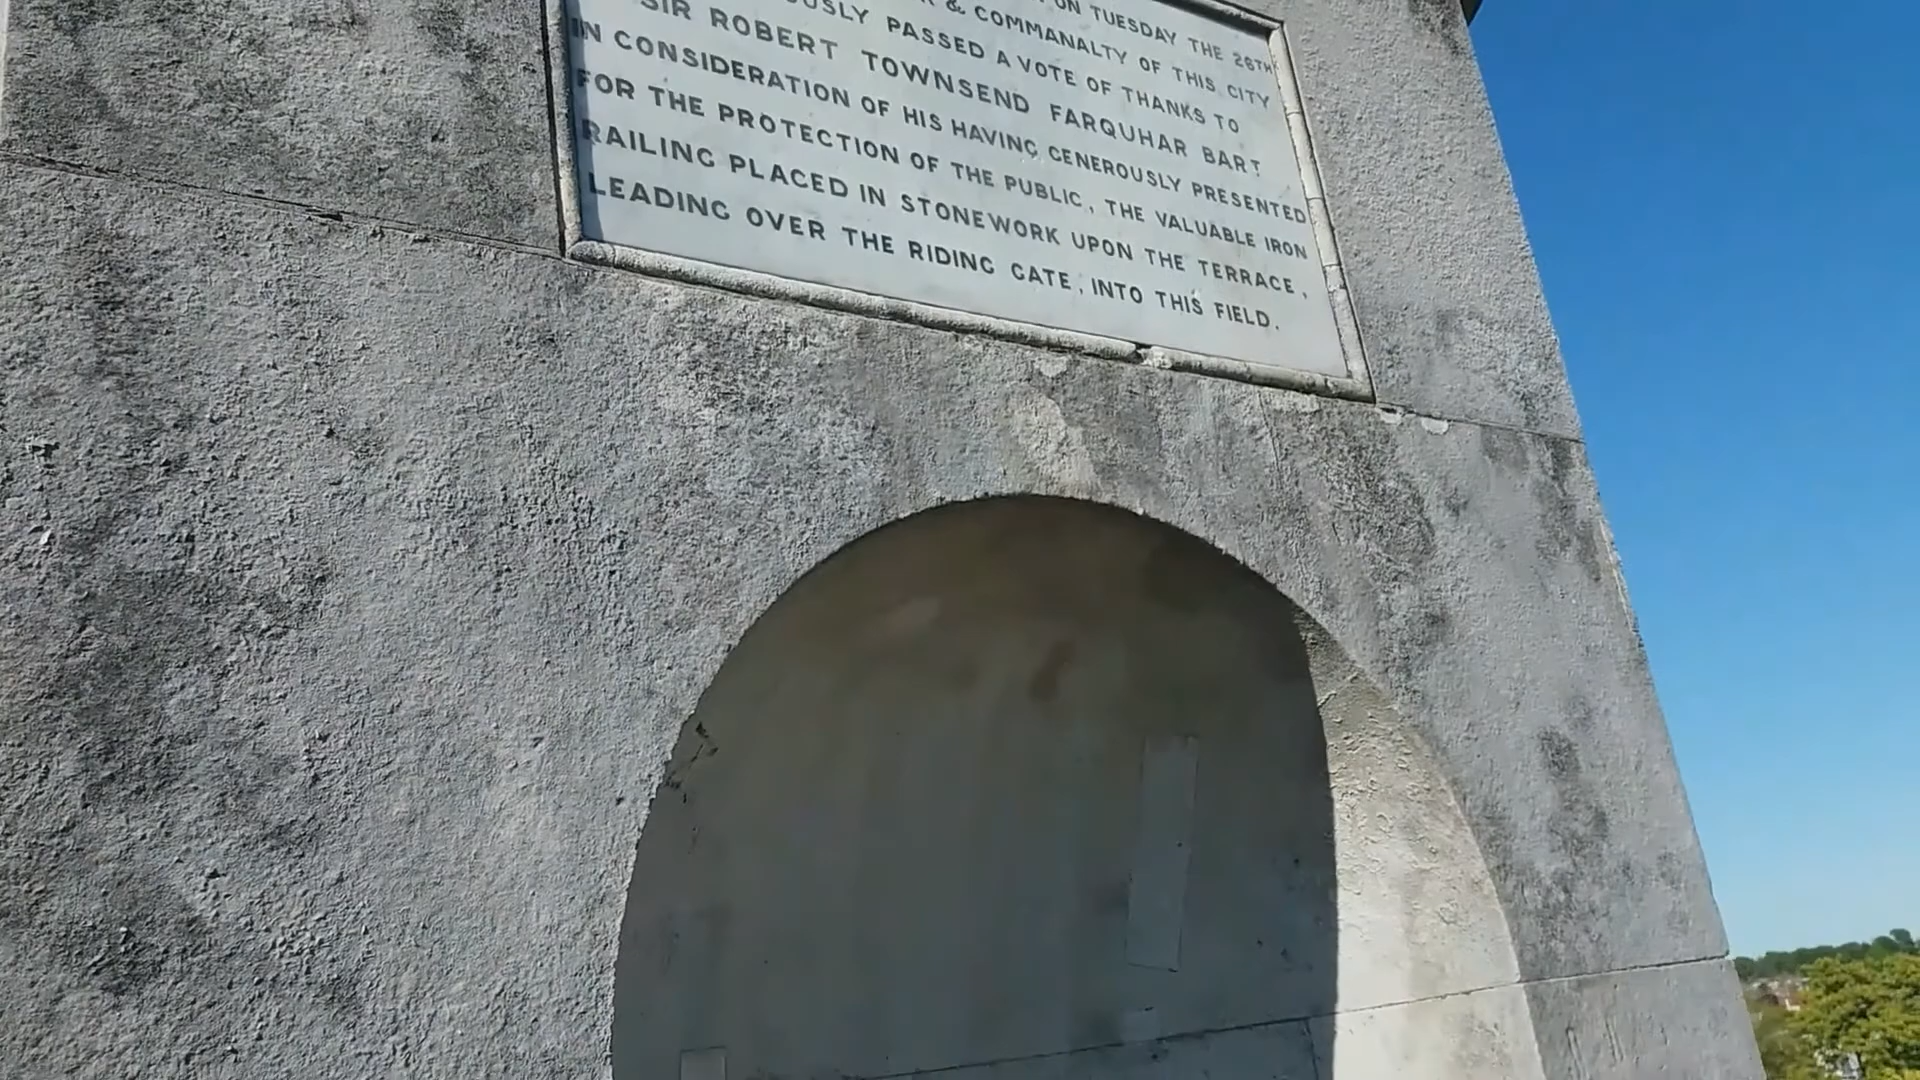 ON TUESDAY THE 26TH
& COMMANALTY OF THIS CITY
PASSED A VOTE OF THANKS TO
SIR ROBERT TOWNSEND FARQUHAR BART
IN CONSIDERATION OF HIS HAVING GENEROUSLY PRESENTED
FOR THE PROTECTION OF THE PUBLIC, THE VALUABLE IRON
RAILING PLACED IN STONEWORK UPON THE TERRACE,
LEADING OVER THE RIDING GATE, INTO THIS FIELD.